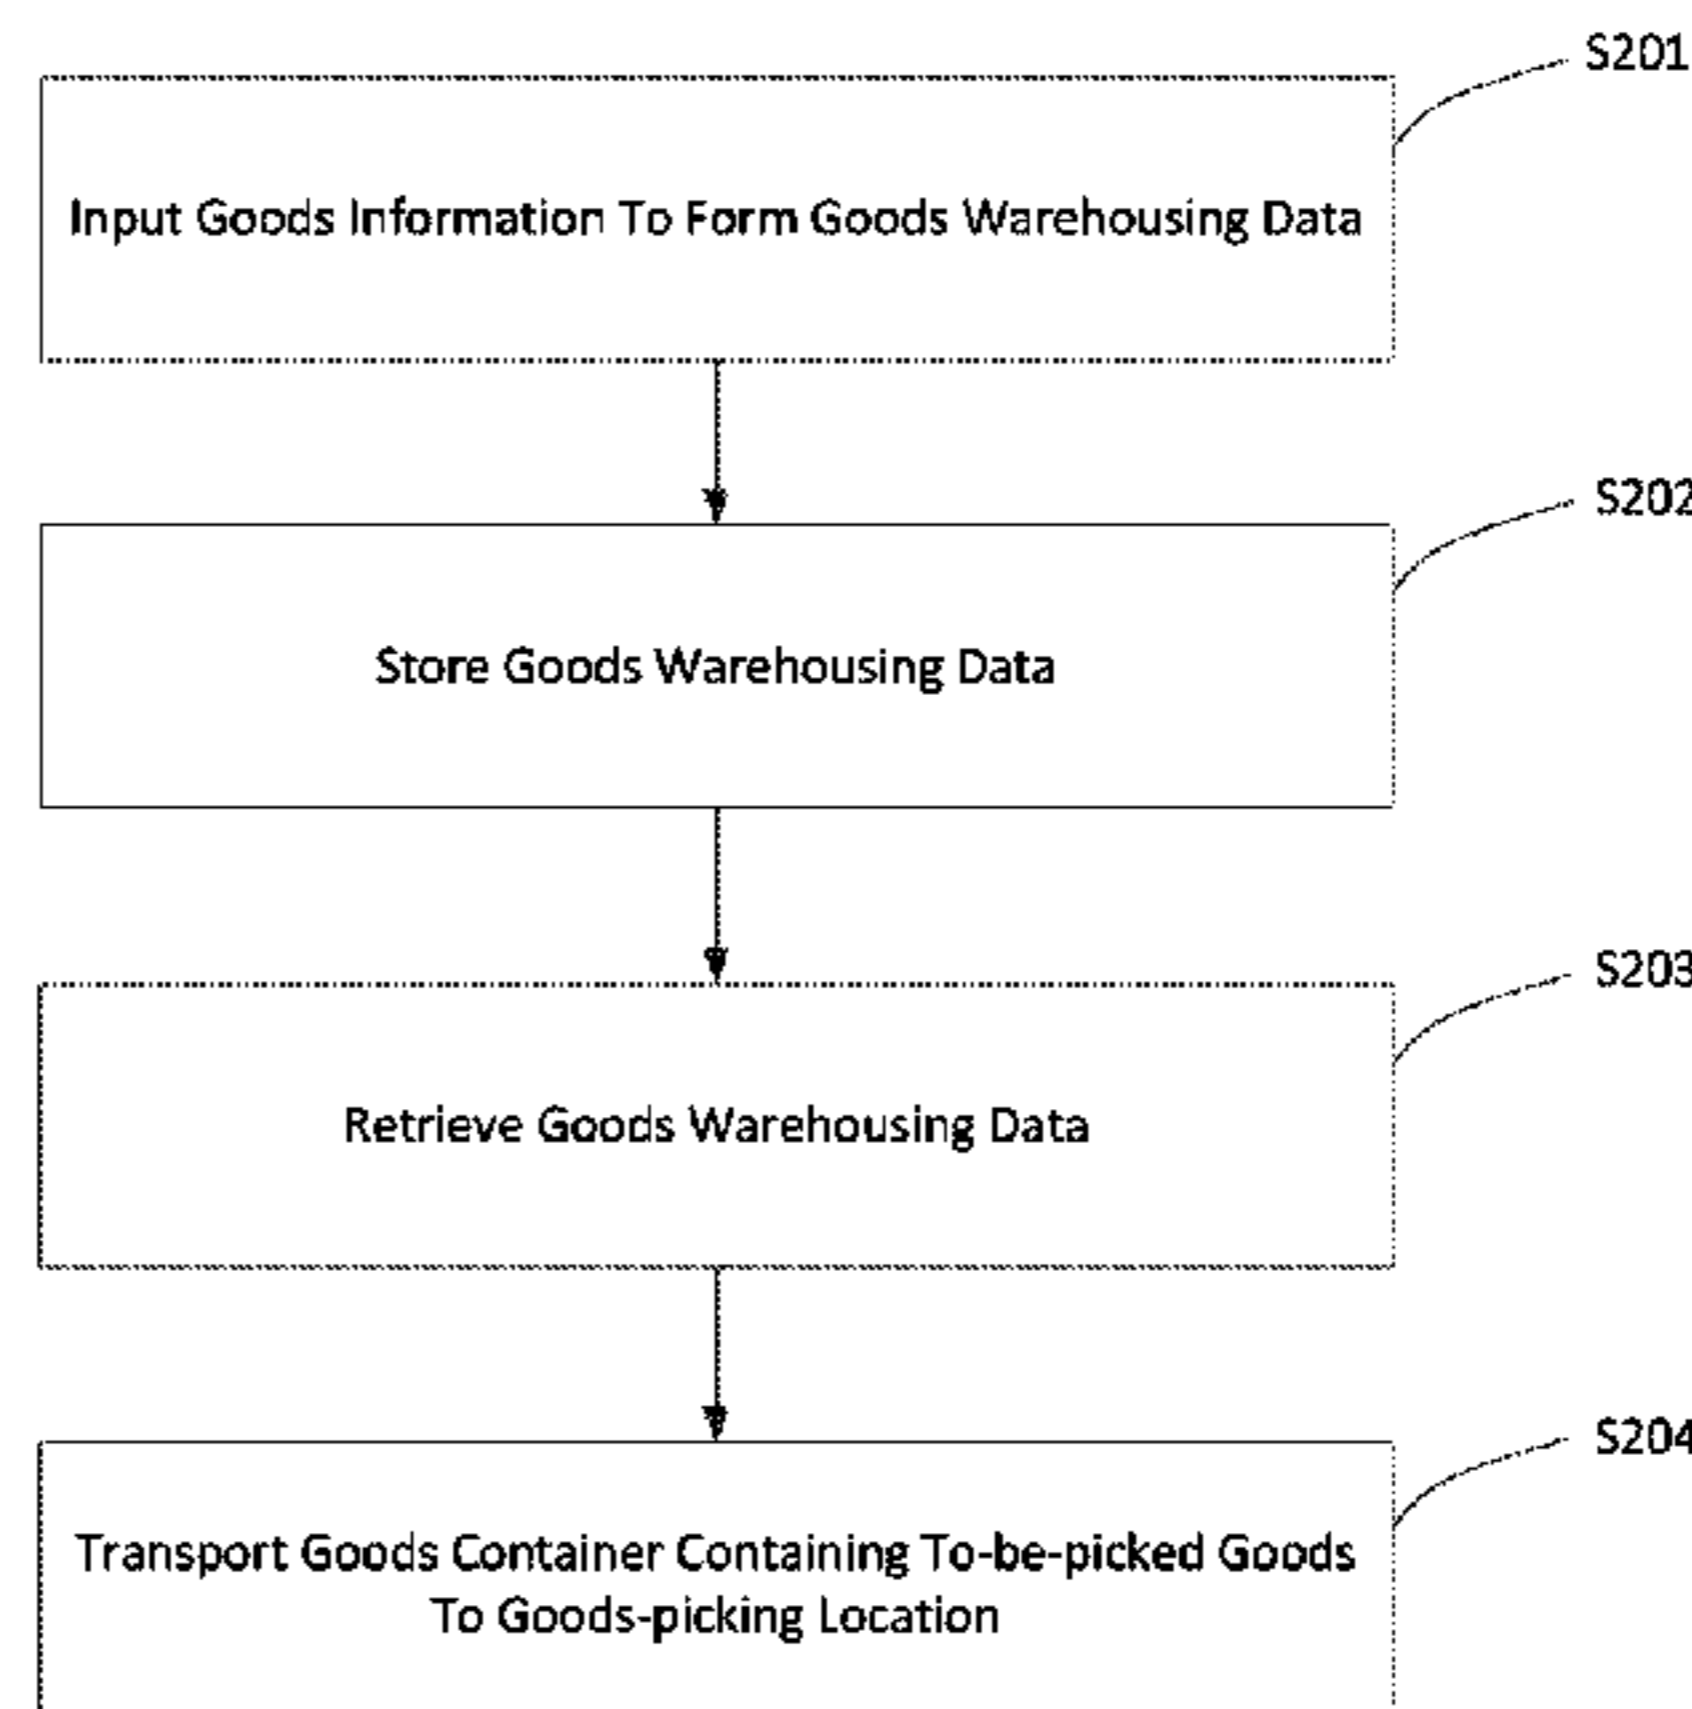 S201
Input Goods Information To Form Goods Warehousing Data
S202
Store Goods Warehousing Data
S203
Retrieve Goods Warehousing Data
S204
Transport Goods Container Containing To-be-picked Goods
To Goods-picking Location